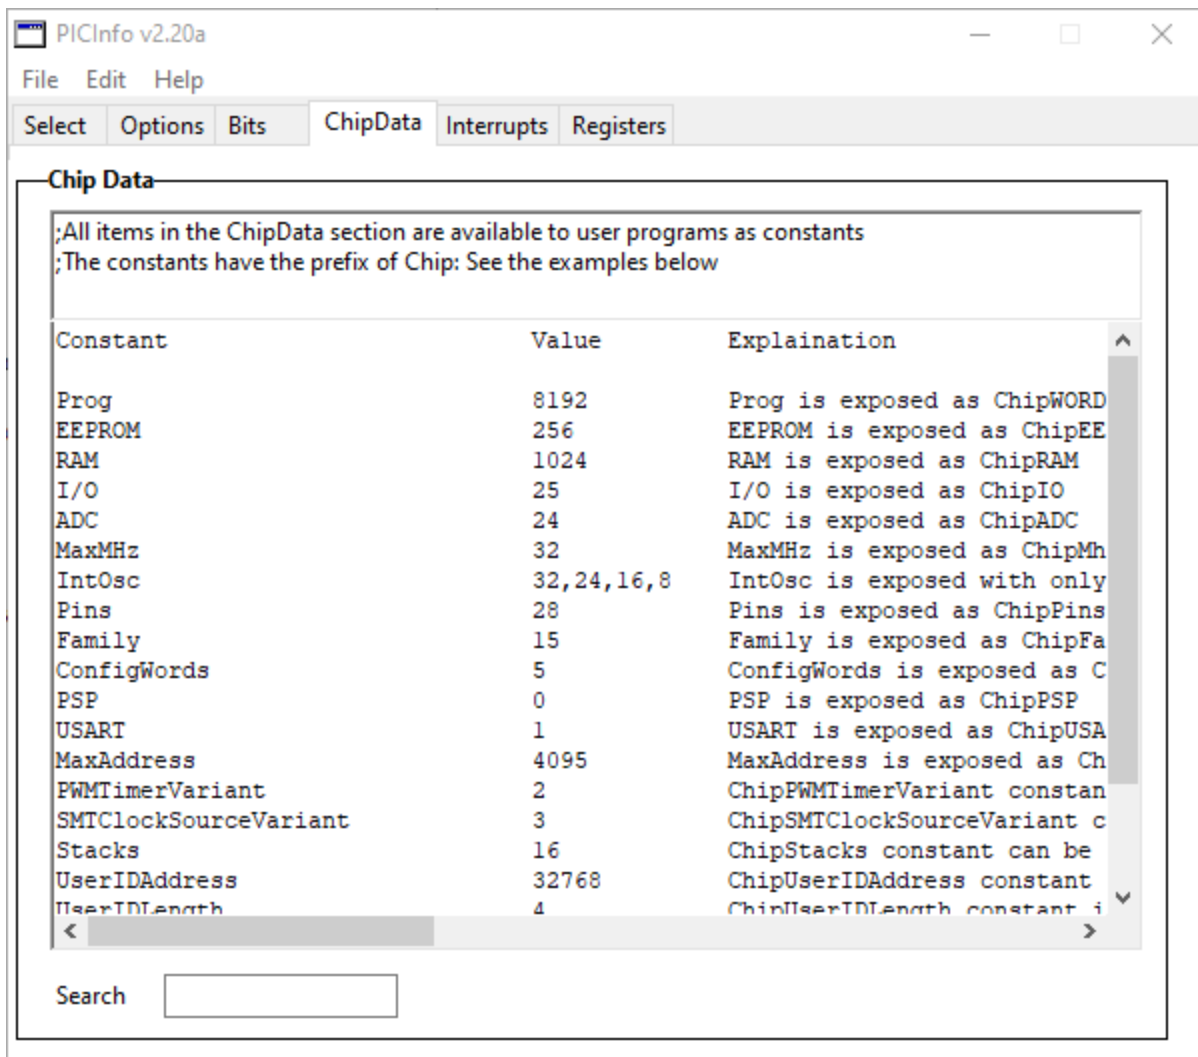 PICInfo v2.20a
File Edit Help
Select Options Bits ChipData Interrupts Registers
Chip Data
;All items in the ChipData section are available to user programs as constants
;The constants have the prefix of Chip: See the examples below
Constant Value Explaination
Prog 8192 Prog is exposed as ChipWORD
EEPROM 256 EEPROM is exposed as ChipEE
RAM 1024 RAM is exposed as ChipRAM
I/O 25 I/O is exposed as ChipIO
ADC 24 ADC is exposed as ChipADC
MaxMHz 32 MaxMHz is exposed as ChipMh
IntOsc 32,24,16,8 IntOsc is exposed with only
Pins 28 Pins is exposed as ChipPins
Family 15 Family is exposed as ChipFa
ConfigWords 5 ConfigWords is exposed as C
PSP 0 PSP is exposed as ChipPSP
USART 1 USART is exposed as ChipUSA
MaxAddress 4095 MaxAddress is exposed as Ch
PWMTimerVariant 2 ChipPWMTimerVariant constan
SMTClockSourceVariant 3 ChipSMTClockSourceVariant c
Stacks 16 ChipStacks constant can be
UserIDAddress 32768 ChipUserIDAddress constant
UserIDLength 4 ChipUserIDLength constant i
Search